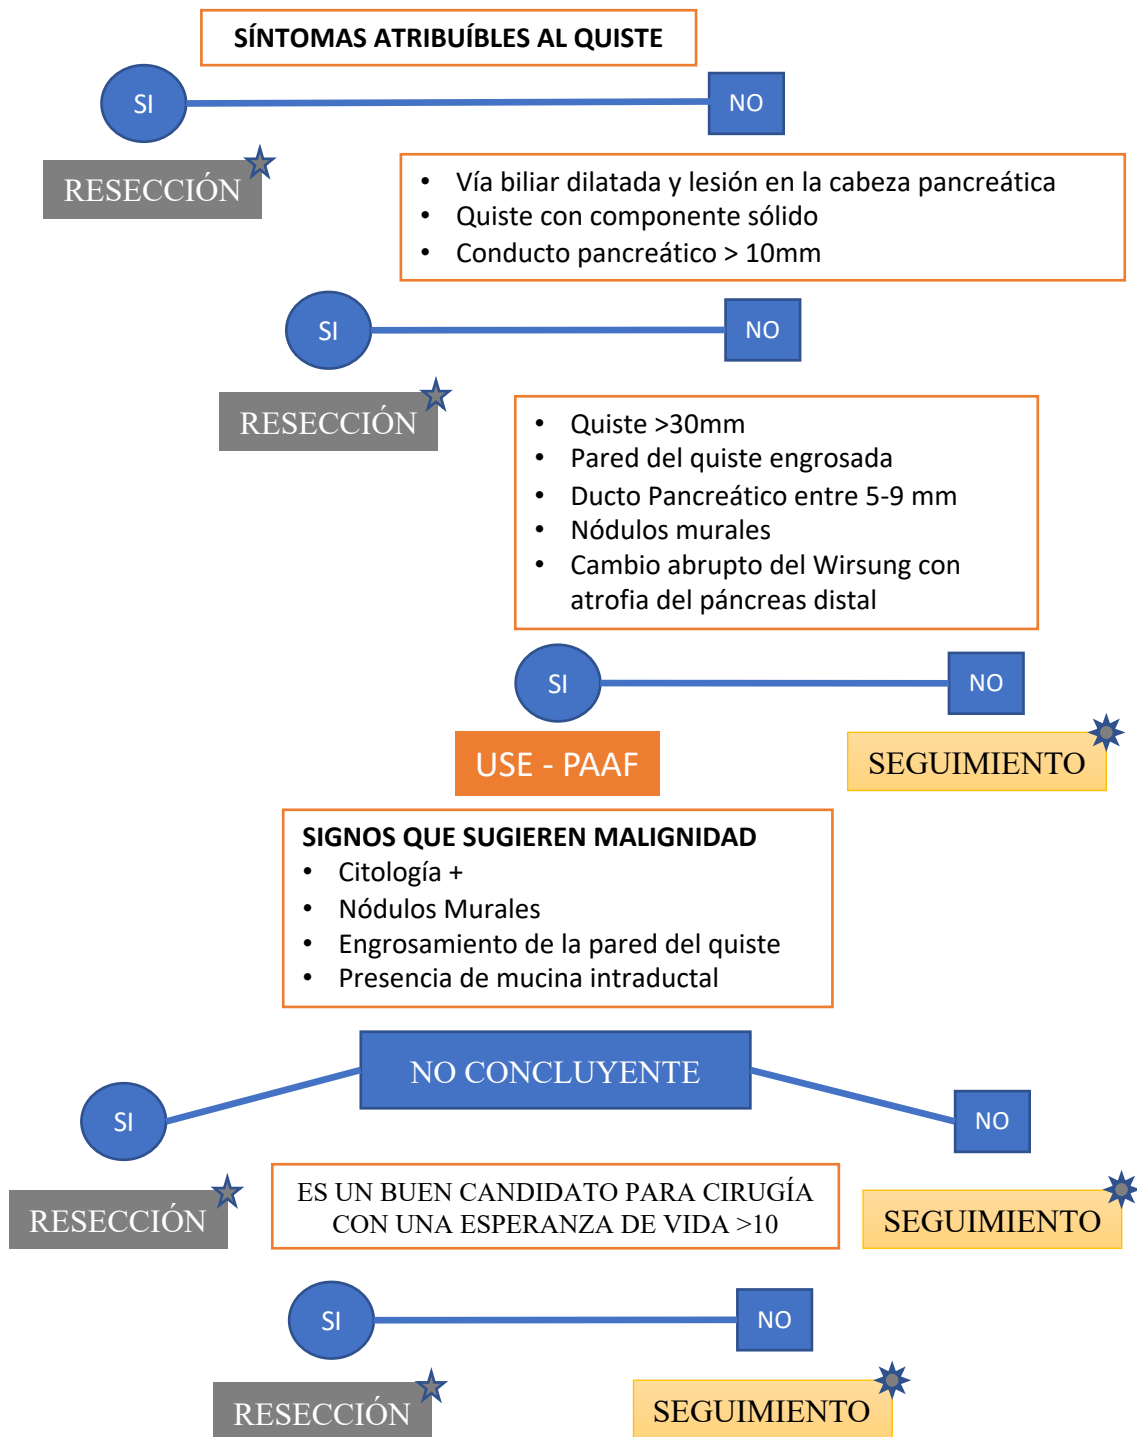 SÍNTOMAS ATRIBUÍBLES AL QUISTE
SI
NO
RESECCIÓN
• Vía biliar dilatada y lesión en la cabeza pancreática
• Quiste con componente sólido
• Conducto pancreático > 10mm
SI
NO
RESECCIÓN
• Quiste >30mm
• Pared del quiste engrosada
• Ducto Pancreático entre 5-9 mm
• Nódulos murales
• Cambio abrupto del Wirsung con
atrofia del páncreas distal
SI
NO
USE - PAAF
SEGUIMIENTO
SIGNOS QUE SUGIEREN MALIGNIDAD
• Citología +
• Nódulos Murales
• Engrosamiento de la pared del quiste
• Presencia de mucina intraductal
NO CONCLUYENTE
SI
NO
RESECCIÓN
ES UN BUEN CANDIDATO PARA CIRUGÍA
CON UNA ESPERANZA DE VIDA >10
SEGUIMIENTO
SI
NO
RESECCIÓN
SEGUIMIENTO